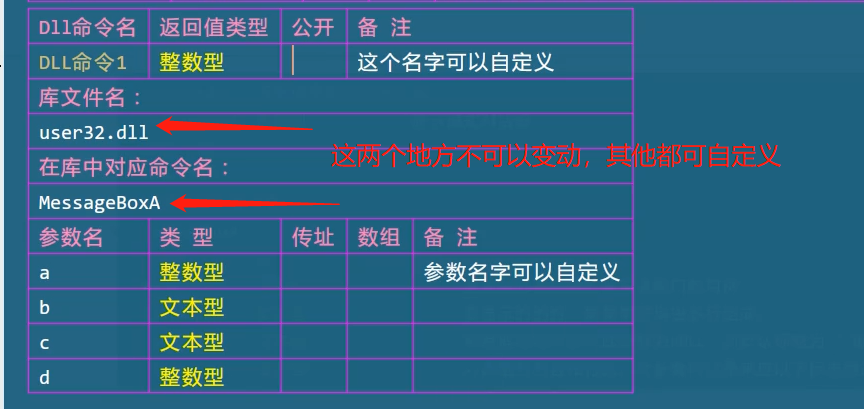 Dll命令名 返回值类型 公开 备 注
DLL命令1 整数型 这个名字可以自定义
库文件名：
user32.dll
这两个地方不可以变动，其他都可自定义
在库中对应命令名：
MessageBoxA
参数名 类 型 传址 数组 备 注
a 整数型 参数名字可以自定义
b 文本型
c 文本型
d 整数型